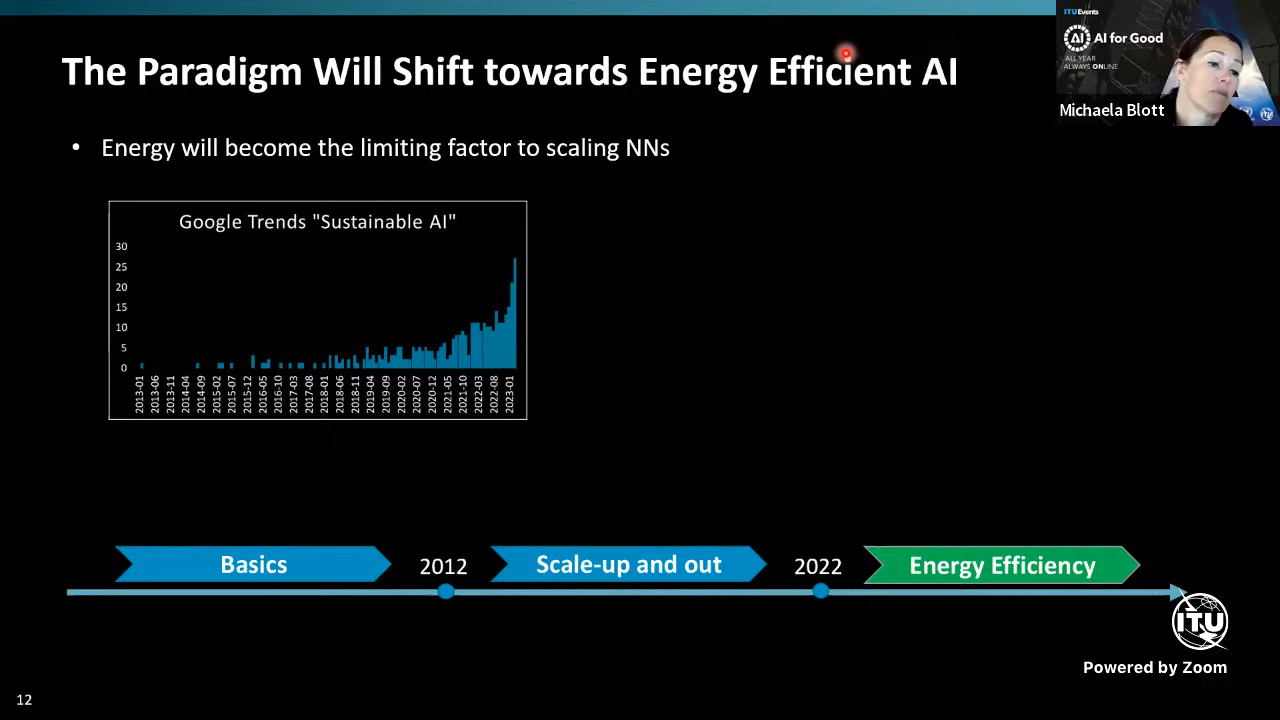 The Paradigm Will Shift towards Energy Efficient AI
• Energy will become the limiting factor to scaling NNs
Google Trends "Sustainable AI"
30
25
20
15
10
5
0
2013-01
2013-06
2013-11
2014-04
2014-09
2015-02
2015-07
2015-12
2016-05
2016-10
2017-03
2017-08
2018-01
2018-06
2018-11
2019-04
2019-09
2020-02
2020-07
2020-12
2021-05
2021-10
2022-03
2022-08
2023-01
Basics
2012
Scale-up and out
2022
Energy Efficiency
ITUEvents
AI
AI for Good
ALL YEAR
ALWAYS ONLINE
Michaela Blott
ITU
Powered by Zoom
12